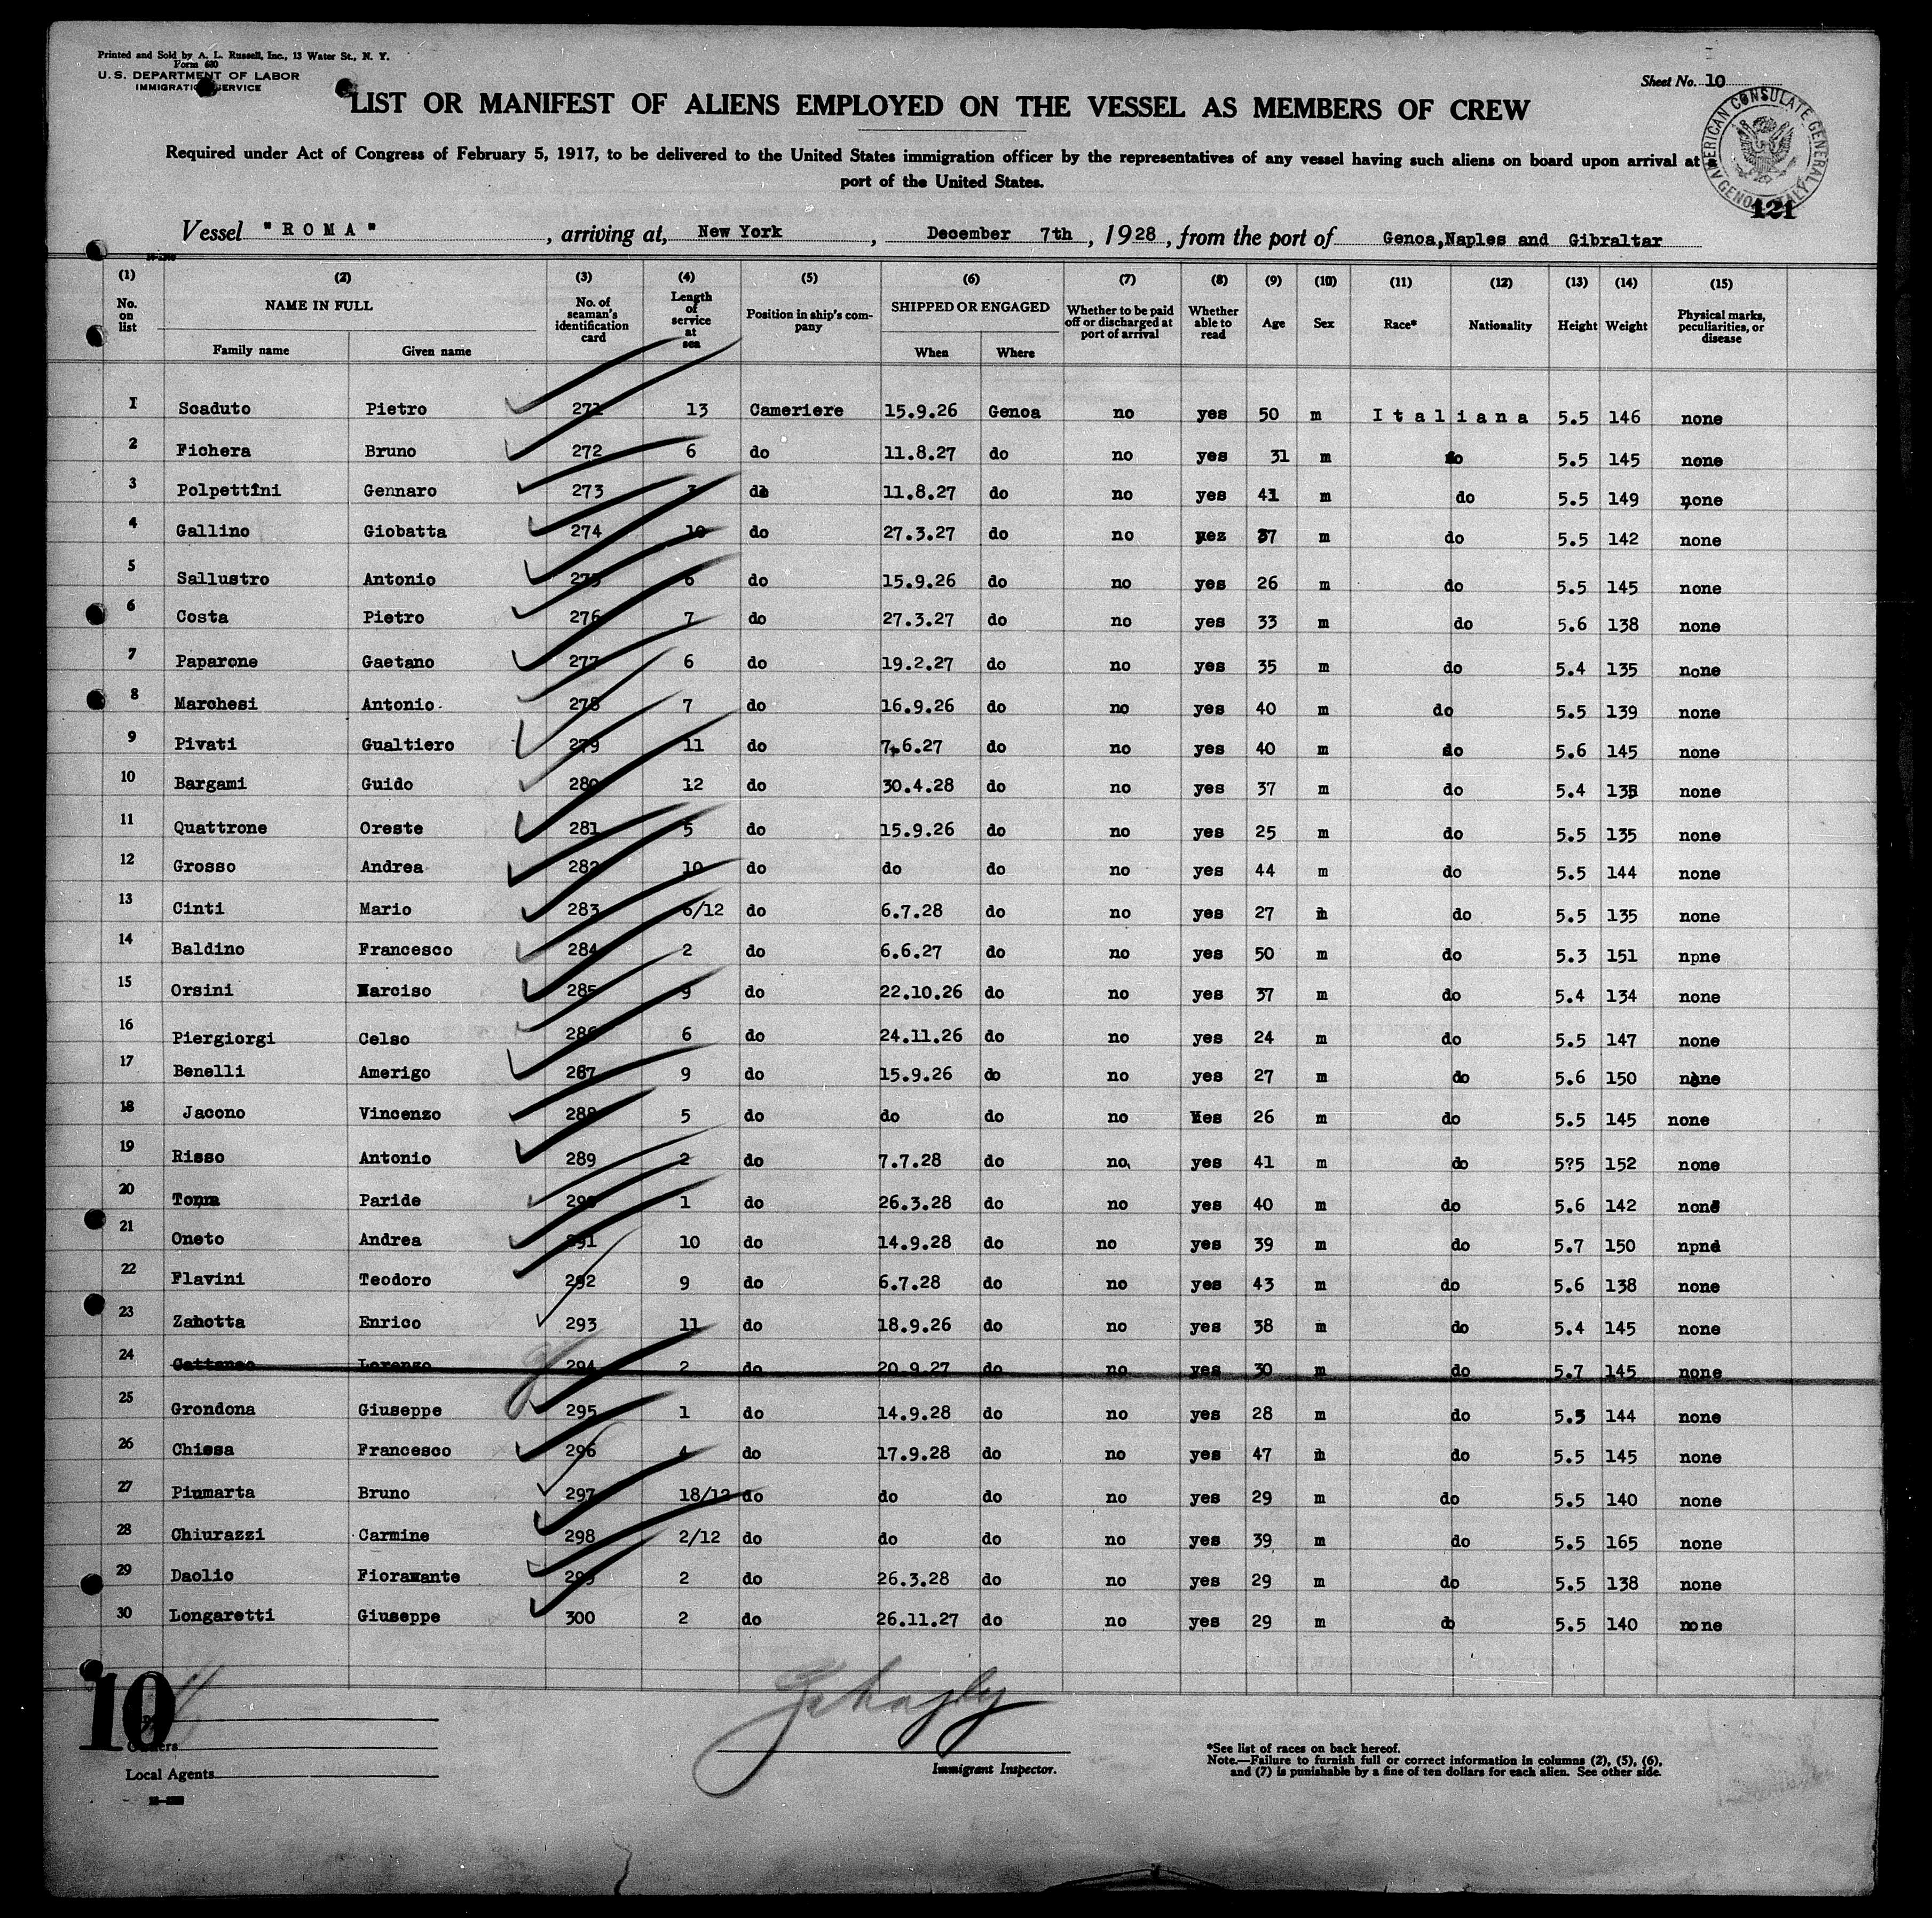 Printed and Sold by A. L. Russell, Inc., 13 Water St., N. Y.
Form 680
U. S. DEPARTMENT OF LABOR
IMMIGRATION SERVICE
Sheet No. 10
LIST OR MANIFEST OF ALIENS EMPLOYED ON THE VESSEL AS MEMBERS OF CREW
AMERICAN CONSULATE GENERAL
GENOA, ITALY
Required under Act of Congress of February 5, 1917, to be delivered to the United States immigration officer by the representatives of any vessel having such aliens on board upon arrival at
port of the United States.
121
Vessel "ROMA", arriving at, New York, December 7th, 1928, from the port of Genoa, Naples and Gibraltar
(1) (2) (3) (4) (5) (6) (7) (8) (9) (10) (11) (12) (13) (14) (15)
No. on list NAME IN FULL Family name Given name No. of seaman's identification card Length of service at sea Position in ship's company SHIPPED OR ENGAGED When Where Whether to be paid off or discharged at port of arrival Whether able to read Age Sex Race* Nationality Height Weight Physical marks, peculiarities, or disease
1 Scaduto Pietro 271 13 Cameriere 15.9.26 Genoa no yes 50 m Italiana 5.5 146 none
2 Fichera Bruno 272 6 do 11.8.27 do no yes 31 m do 5.5 145 none
3 Polpettini Gennaro 273 do 11.8.27 do no yes 41 m do 5.5 149 none
4 Gallino Giobatta 274 10 do 27.3.27 do no yez 37 m do 5.5 142 none
5 Sallustro Antonio 275 6 do 15.9.26 do no yes 26 m do 5.5 145 none
6 Costa Pietro 276 7 do 27.3.27 do no yes 33 m do 5.6 138 none
7 Paparone Gaetano 277 6 do 19.2.27 do no yes 35 m do 5.4 135 none
8 Marchesi Antonio 278 7 do 16.9.26 do no yes 40 m do 5.5 139 none
9 Pivati Gualtiero 279 11 do 7.6.27 do no yes 40 m do 5.6 145 none
10 Bargami Guido 280 12 do 30.4.28 do no yes 37 m do 5.4 135 none
11 Quattrone Oreste 281 5 do 15.9.26 do no yes 25 m do 5.5 135 none
12 Grosso Andrea 282 10 do do do no yes 44 m do 5.5 144 none
13 Cinti Mario 283 6/12 do 6.7.28 do no yes 27 m do 5.5 135 none
14 Baldino Francesco 284 2 do 6.6.27 do no yes 50 m do 5.3 151 npne
15 Orsini Narciso 285 9 do 22.10.26 do no yes 37 m do 5.4 134 none
16 Piergiorgi Celso 286 6 do 24.11.26 do no yes 24 m do 5.5 147 none
17 Benelli Amerigo 287 9 do 15.9.26 do no yes 27 m do 5.6 150 none
18 Jacono Vincenzo 288 5 do do do no yes 26 m do 5.5 145 none
19 Risso Antonio 289 2 do 7.7.28 do no yes 41 m do 5?5 152 none
20 Paride 290 1 do 26.3.28 do no yes 40 m do 5.6 142 none
21 Oneto Andrea 291 10 do 14.9.28 do no yes 39 m do 5.7 150 npne
22 Flavini Teodoro 292 9 do 6.7.28 do no yes 43 m do 5.6 138 none
23 Zanotta Enrico 293 11 do 18.9.26 do no yes 38 m do 5.4 145 none
24 Cattaneo Lorenzo 294 2 do 20.9.27 do no yes 30 m do 5.7 145 none
25 Grondona Giuseppe 295 1 do 14.9.28 do no yes 28 m do 5.5 144 none
26 Chiesa Francesco 296 4 do 17.9.28 do no yes 47 m do 5.5 145 none
27 Piumarta Bruno 297 18/12 do do do no yes 29 m do 5.5 140 none
28 Chiurazzi Carmine 298 2/12 do do do no yes 39 m do 5.5 165 none
29 Daolio Fioravante 299 2 do 26.3.28 do no yes 29 m do 5.5 138 none
30 Longaretti Giuseppe 300 2 do 26.11.27 do no yes 29 m do 5.5 140 none
10
Owners
Local Agents
Immigrant Inspector.
*See list of races on back hereof.
Note.—Failure to furnish full or correct information in columns (2), (5), (6),
and (7) is punishable by a fine of ten dollars for each alien. See other side.